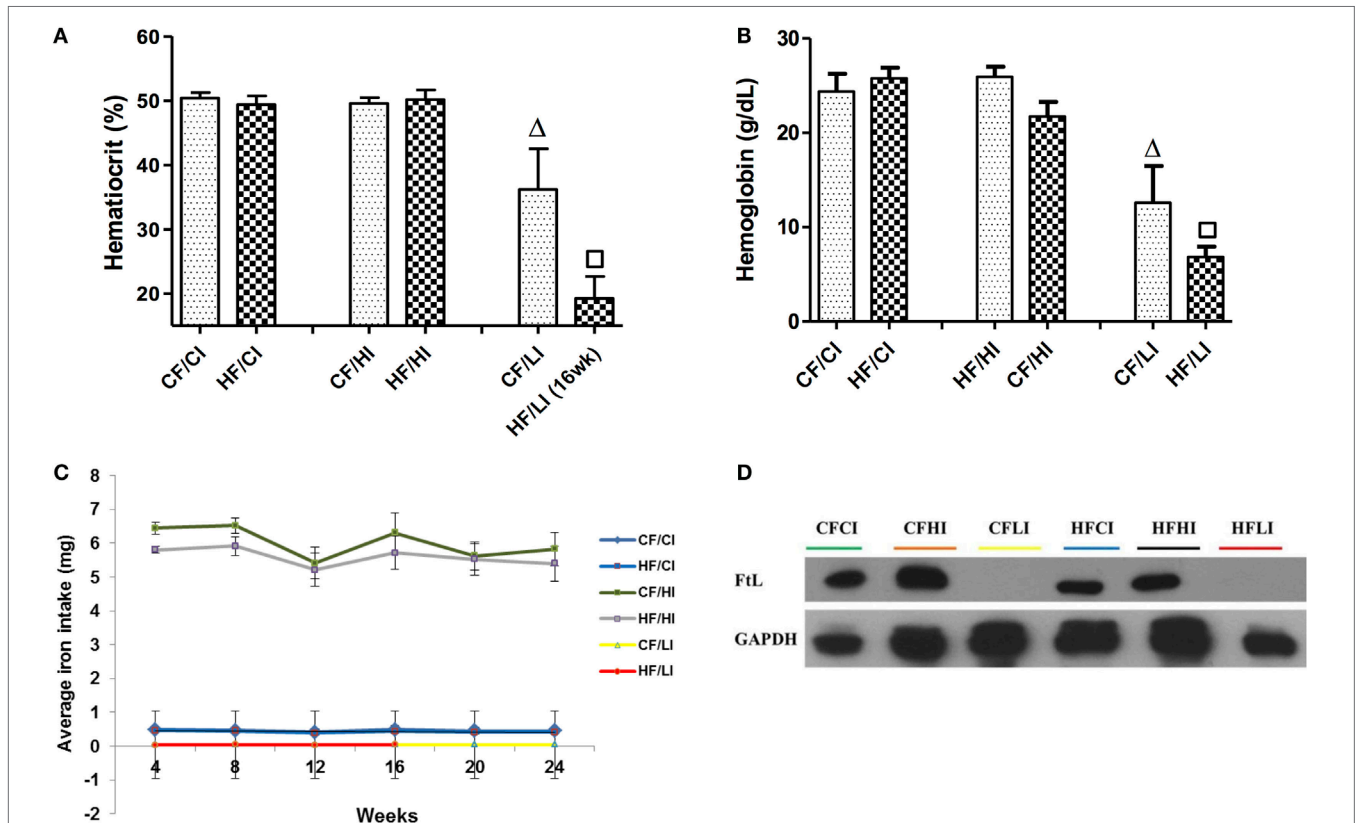 A
60
50
40
30
20
Hematiocrit (%)
Δ
CF/CI
HF/CI
CF/HI
HF/HI
CF/LI
HF/LI (16wk)
B
30
20
10
0
Hemoglobin (g/dL)
Δ
CF/CI
HF/CI
HF/HI
CF/HI
CF/LI
HF/LI
C
8
7
6
5
4
3
2
1
0
-1
-2
Average iron intake (mg)
4
8
12
16
20
24
Weeks
CF/CI
HF/CI
CF/HI
HF/HI
CF/LI
HF/LI
D
CFCI
CFHI
CFLI
HFCI
HFHI
HFLI
FtL
GAPDH